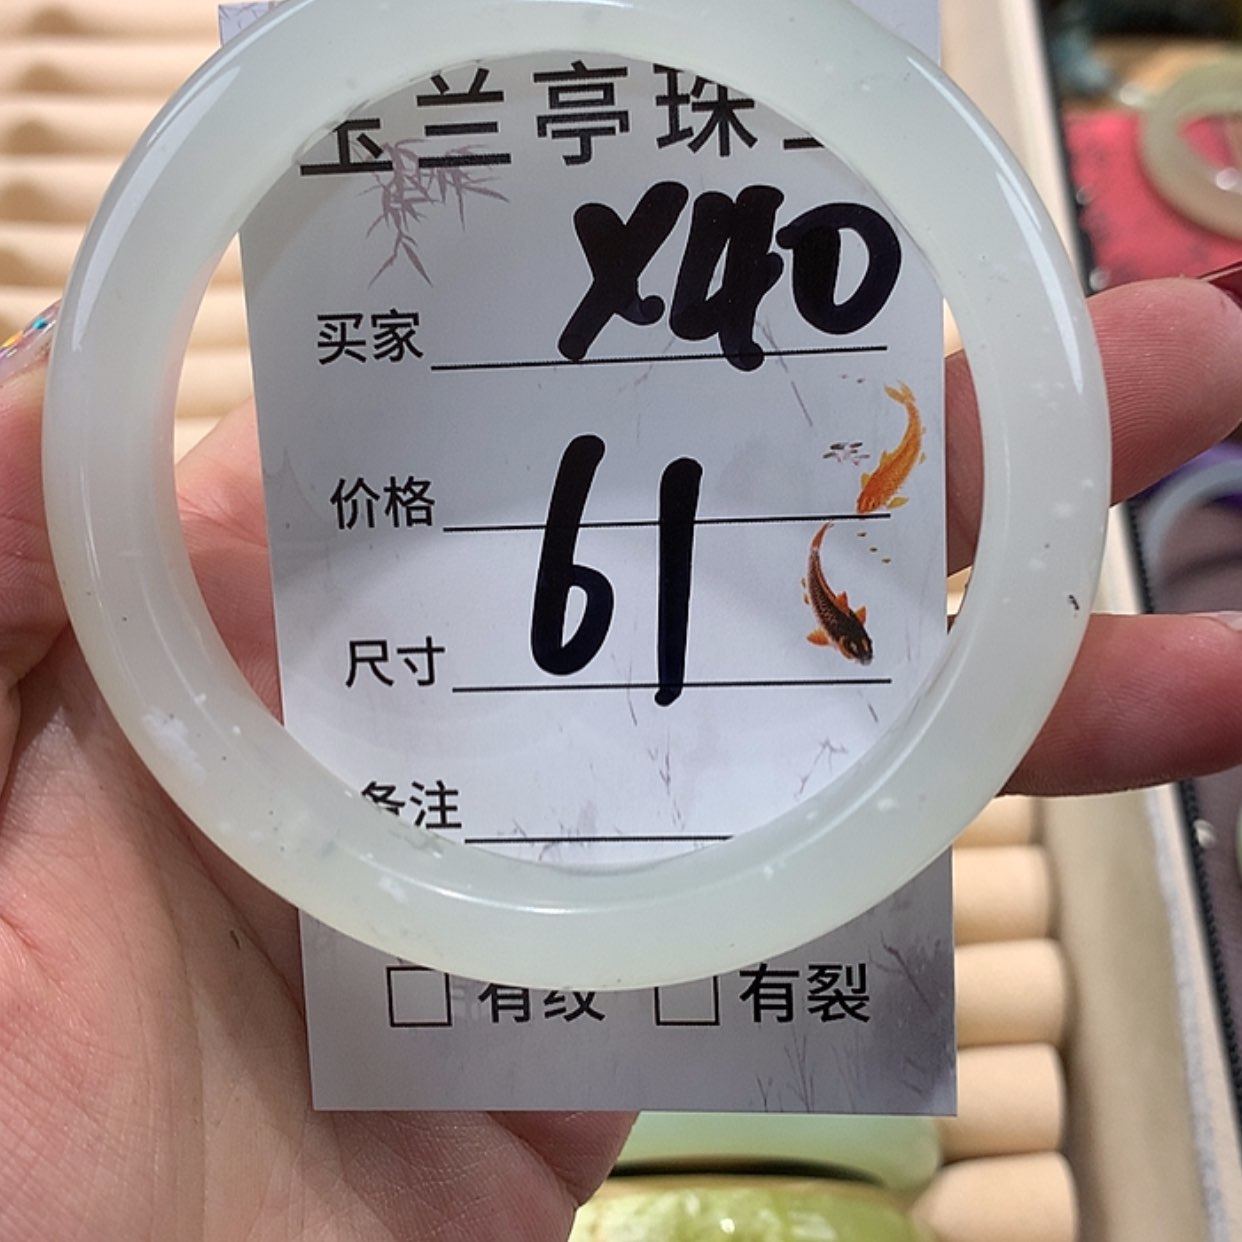 玉兰亭珠
买家 X40
价格
尺寸 61
备注
有纹 有裂